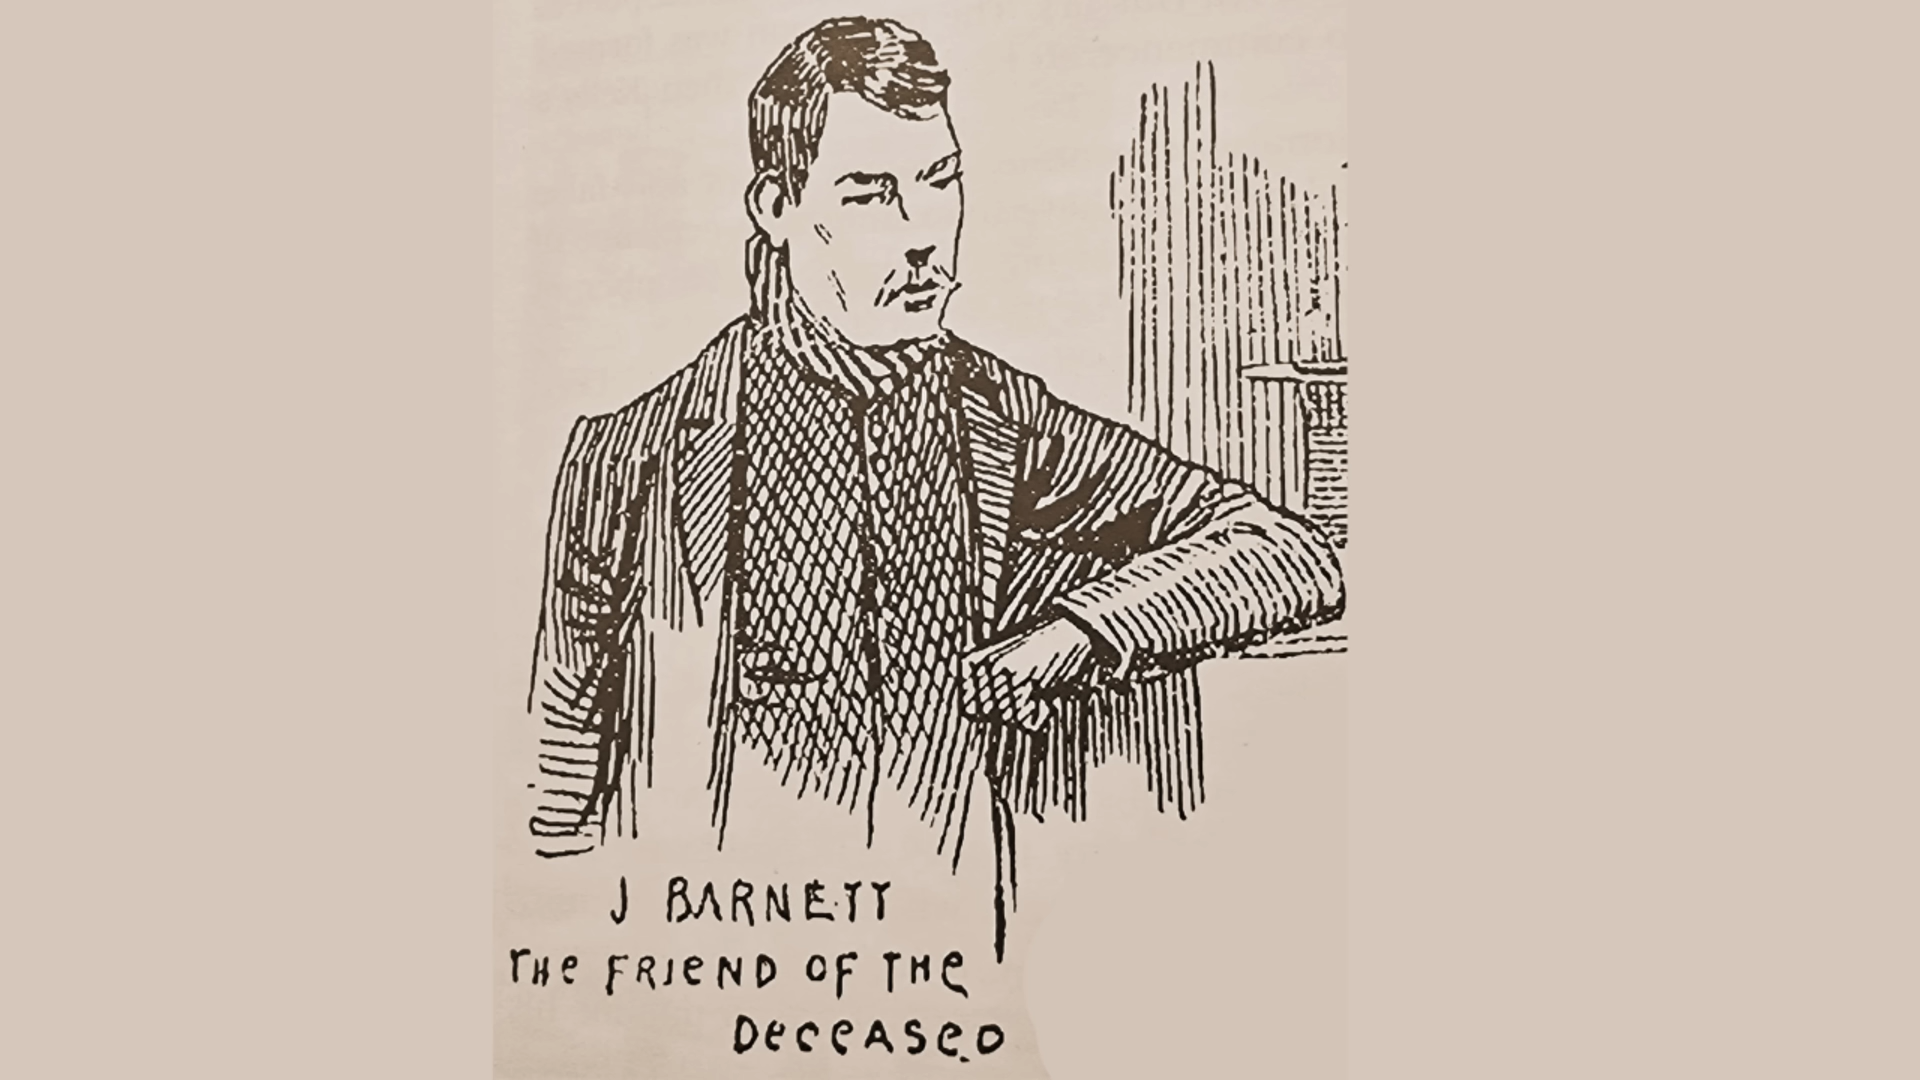 J BARNETT
THe FRIeND OF THe
DeCeASeD